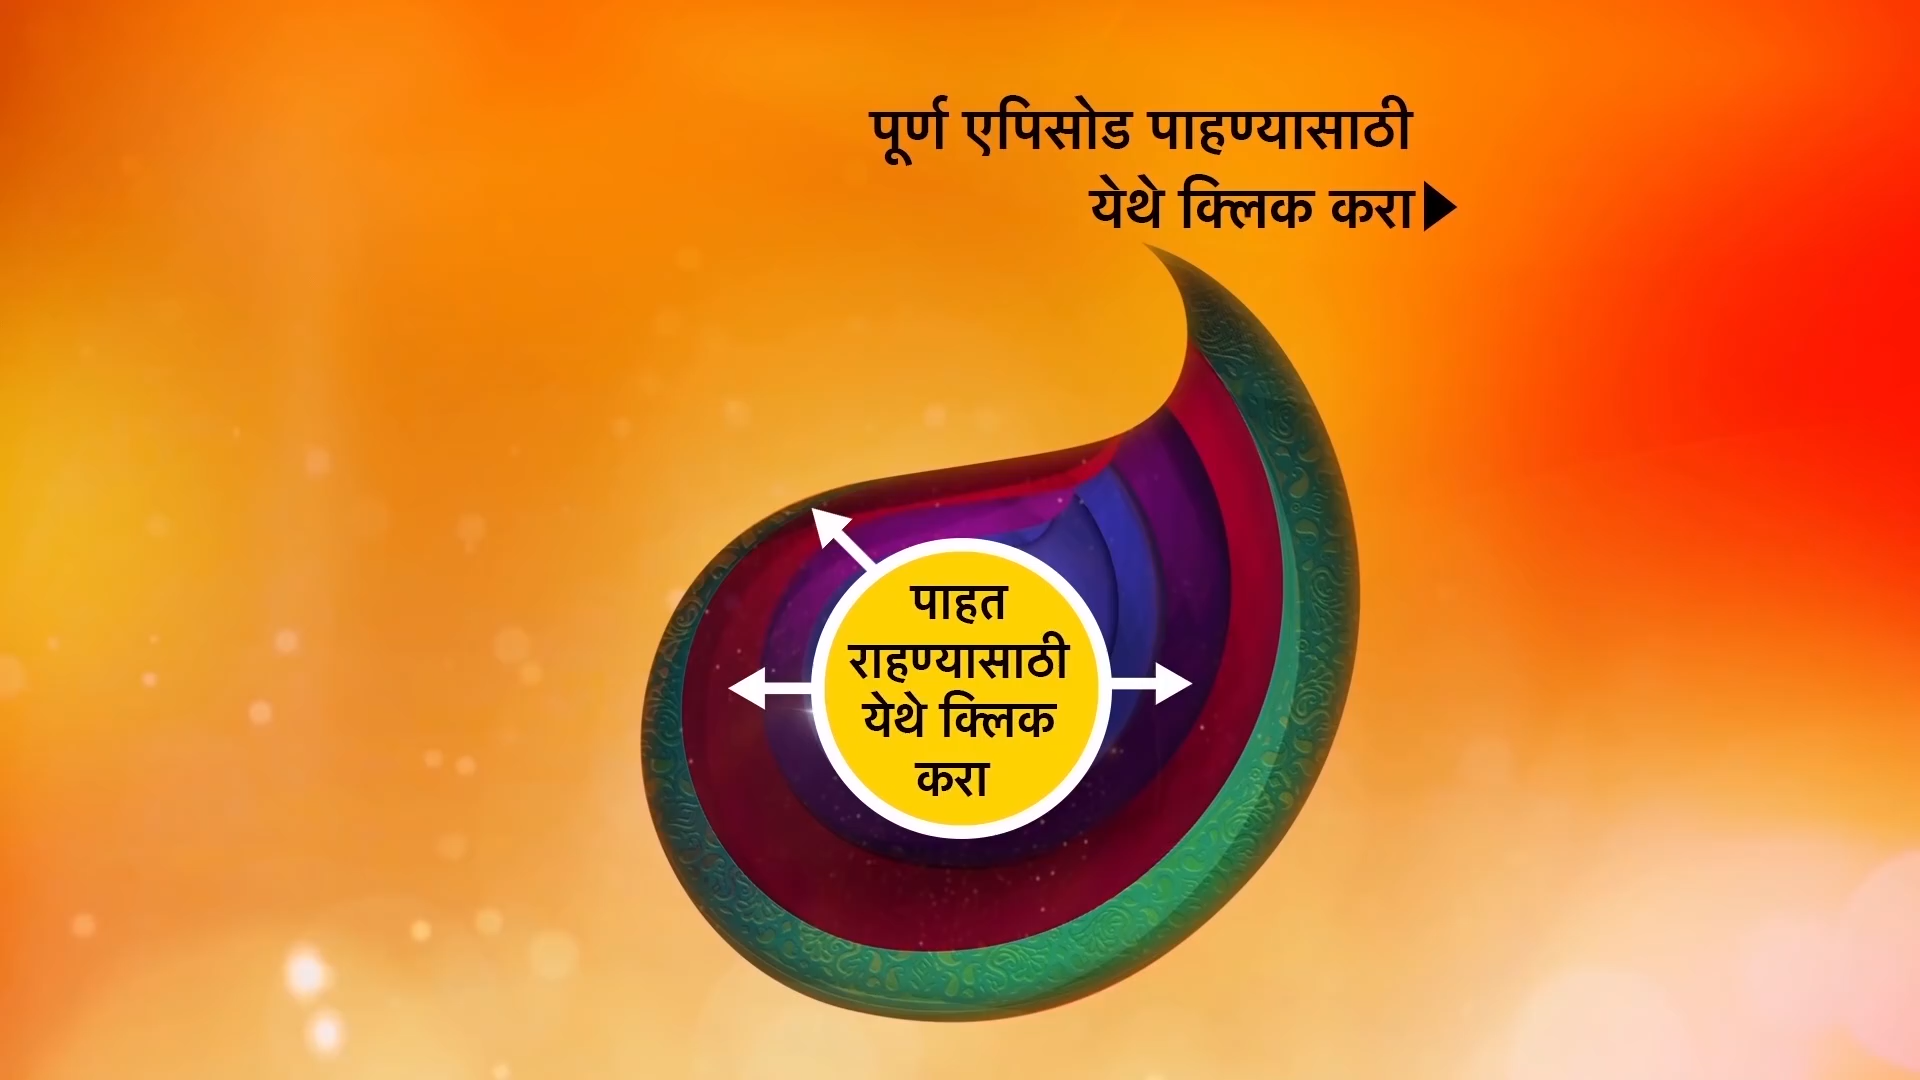 पूर्ण एपिसोड पाहण्यासाठी
येथे क्लिक करा
पाहत
राहण्यासाठी
येथे क्लिक
करा